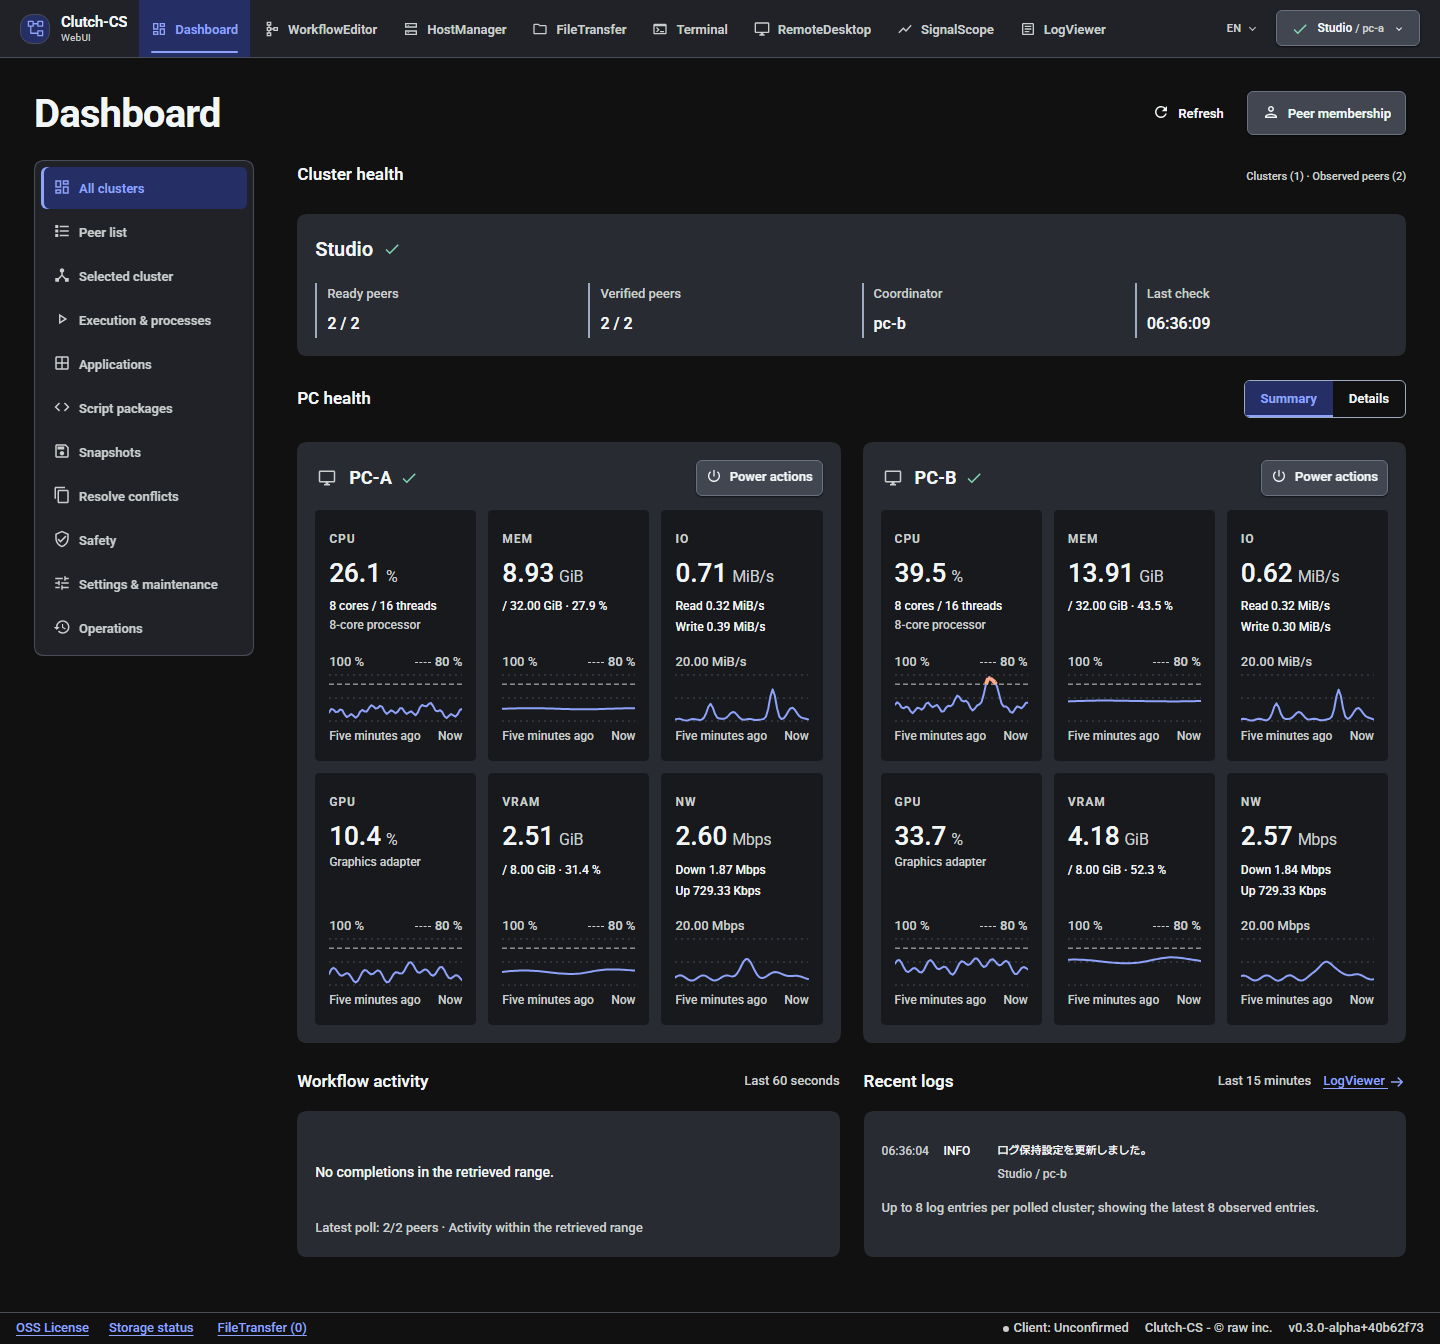 Clutch-CS
WebUI
Dashboard
WorkflowEditor
HostManager
FileTransfer
Terminal
RemoteDesktop
SignalScope
LogViewer
EN
Studio / pc-a
Dashboard
Refresh
Peer membership
All clusters
Peer list
Selected cluster
Execution & processes
Applications
Script packages
Snapshots
Resolve conflicts
Safety
Settings & maintenance
Operations
Cluster health
Clusters (1) · Observed peers (2)
Studio
Ready peers
2 / 2
Verified peers
2 / 2
Coordinator
pc-b
Last check
06:36:09
PC health
Summary
Details
PC-A
Power actions
CPU
26.1 %
8 cores / 16 threads
8-core processor
100 %
---- 80 %
Five minutes ago
Now
MEM
8.93 GiB
/ 32.00 GiB · 27.9 %
100 %
---- 80 %
Five minutes ago
Now
IO
0.71 MiB/s
Read 0.32 MiB/s
Write 0.39 MiB/s
20.00 MiB/s
Five minutes ago
Now
GPU
10.4 %
Graphics adapter
100 %
---- 80 %
Five minutes ago
Now
VRAM
2.51 GiB
/ 8.00 GiB · 31.4 %
100 %
---- 80 %
Five minutes ago
Now
NW
2.60 Mbps
Down 1.87 Mbps
Up 729.33 Kbps
20.00 Mbps
Five minutes ago
Now
PC-B
Power actions
CPU
39.5 %
8 cores / 16 threads
8-core processor
100 %
---- 80 %
Five minutes ago
Now
MEM
13.91 GiB
/ 32.00 GiB · 43.5 %
100 %
---- 80 %
Five minutes ago
Now
IO
0.62 MiB/s
Read 0.32 MiB/s
Write 0.30 MiB/s
20.00 MiB/s
Five minutes ago
Now
GPU
33.7 %
Graphics adapter
100 %
---- 80 %
Five minutes ago
Now
VRAM
4.18 GiB
/ 8.00 GiB · 52.3 %
100 %
---- 80 %
Five minutes ago
Now
NW
2.57 Mbps
Down 1.84 Mbps
Up 729.33 Kbps
20.00 Mbps
Five minutes ago
Now
Workflow activity
Last 60 seconds
No completions in the retrieved range.
Latest poll: 2/2 peers · Activity within the retrieved range
Recent logs
Last 15 minutes
LogViewer
06:36:04
INFO
ログ保持設定を更新しました。
Studio / pc-b
Up to 8 log entries per polled cluster; showing the latest 8 observed entries.
OSS License
Storage status
FileTransfer (0)
Client: Unconfirmed
Clutch-CS - © raw inc.
v0.3.0-alpha+40b62f73